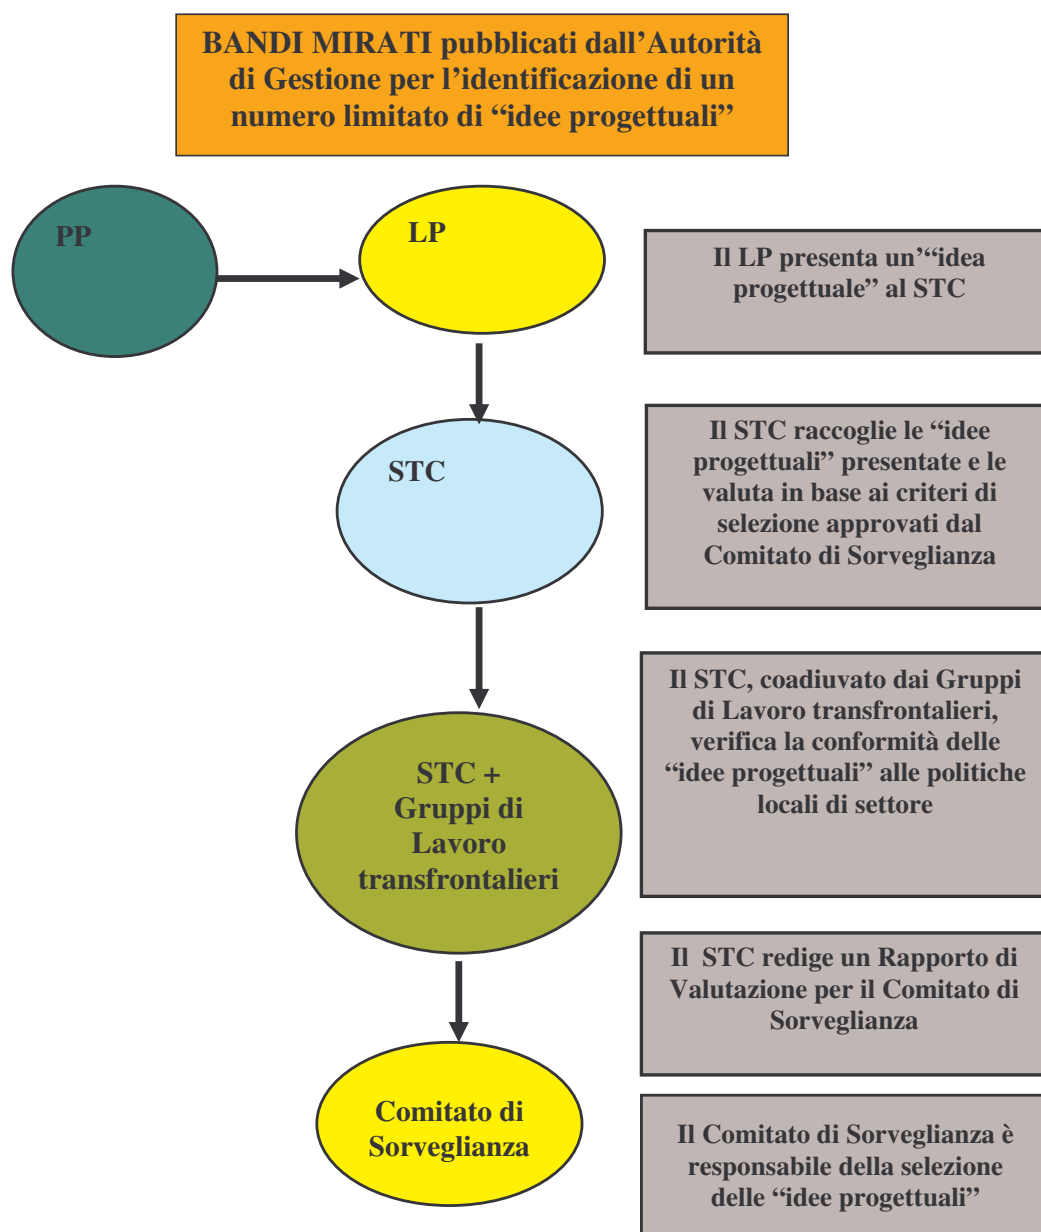 BANDI MIRATI pubblicati dall’Autorità
di Gestione per l’identificazione di un
numero limitato di “idee progettuali”
PP
LP
Il LP presenta un’“idea
progettuale” al STC
STC
Il STC raccoglie le “idee
progettuali” presentate e le
valuta in base ai criteri di
selezione approvati dal
Comitato di Sorveglianza
STC +
Gruppi di
Lavoro
transfrontalieri
Il STC, coadiuvato dai Gruppi
di Lavoro transfrontalieri,
verifica la conformità delle
“idee progettuali” alle politiche
locali di settore
Il  STC redige un Rapporto di
Valutazione per il Comitato di
Sorveglianza
Comitato di
Sorveglianza
Il Comitato di Sorveglianza è
responsabile della selezione
delle “idee progettuali”